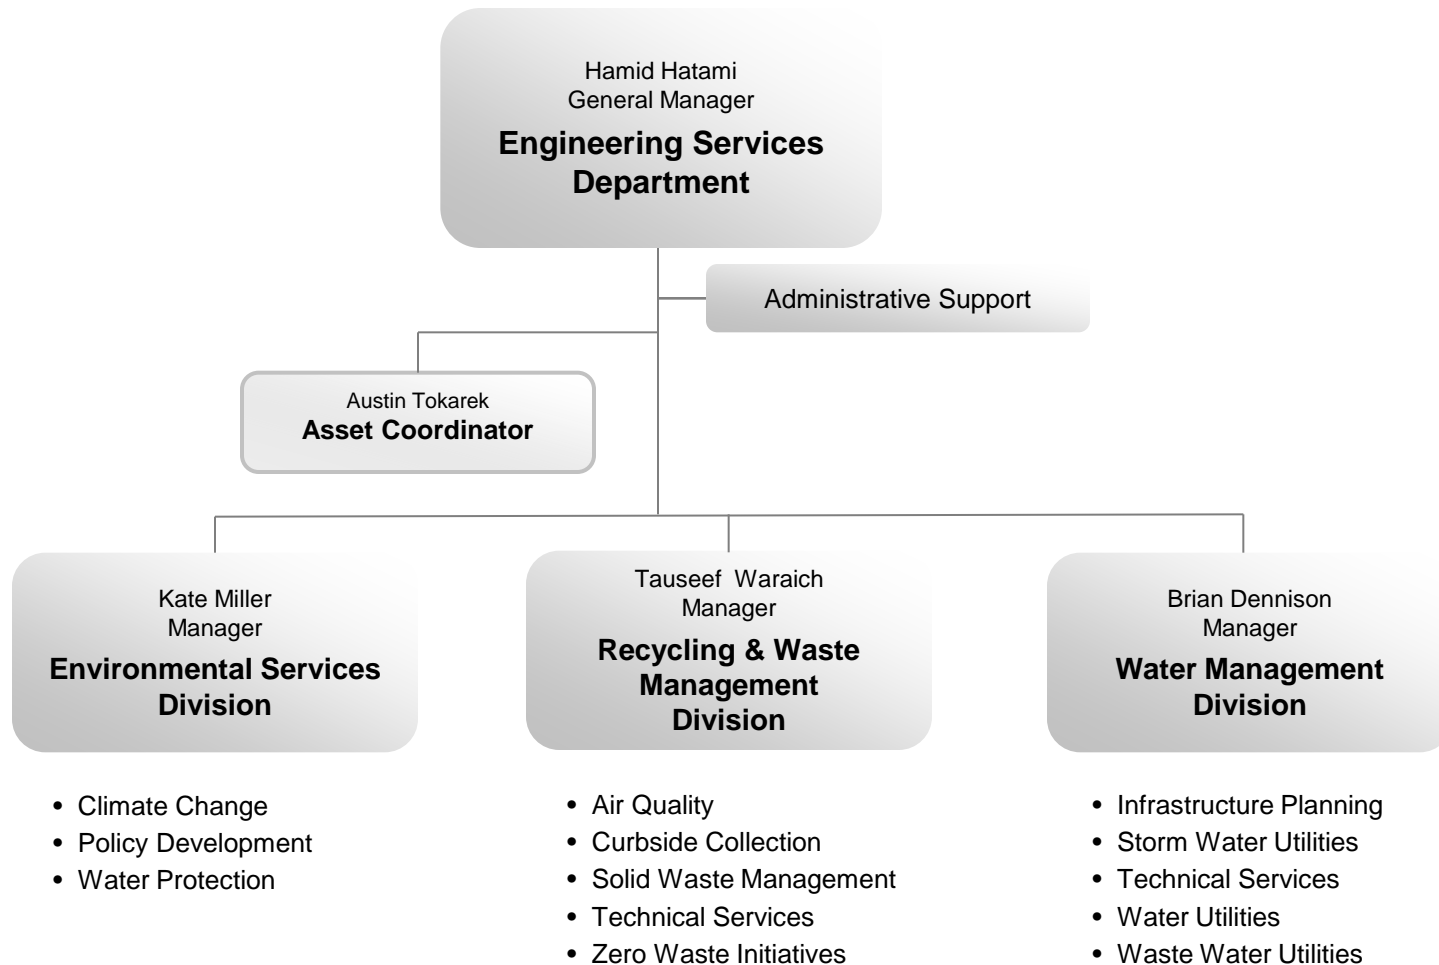 Hamid Hatami
General Manager
Engineering Services
Department
Administrative Support
Austin Tokarek
Asset Coordinator
Kate Miller
Manager
Environmental Services
Division
• Climate Change
• Policy Development
• Water Protection
Tauseef  Waraich
Manager
Recycling & Waste
Management
Division
• Air Quality
• Curbside Collection
• Solid Waste Management
• Technical Services
• Zero Waste Initiatives
Brian Dennison
Manager
Water Management
Division
• Infrastructure Planning
• Storm Water Utilities
• Technical Services
• Water Utilities
• Waste Water Utilities